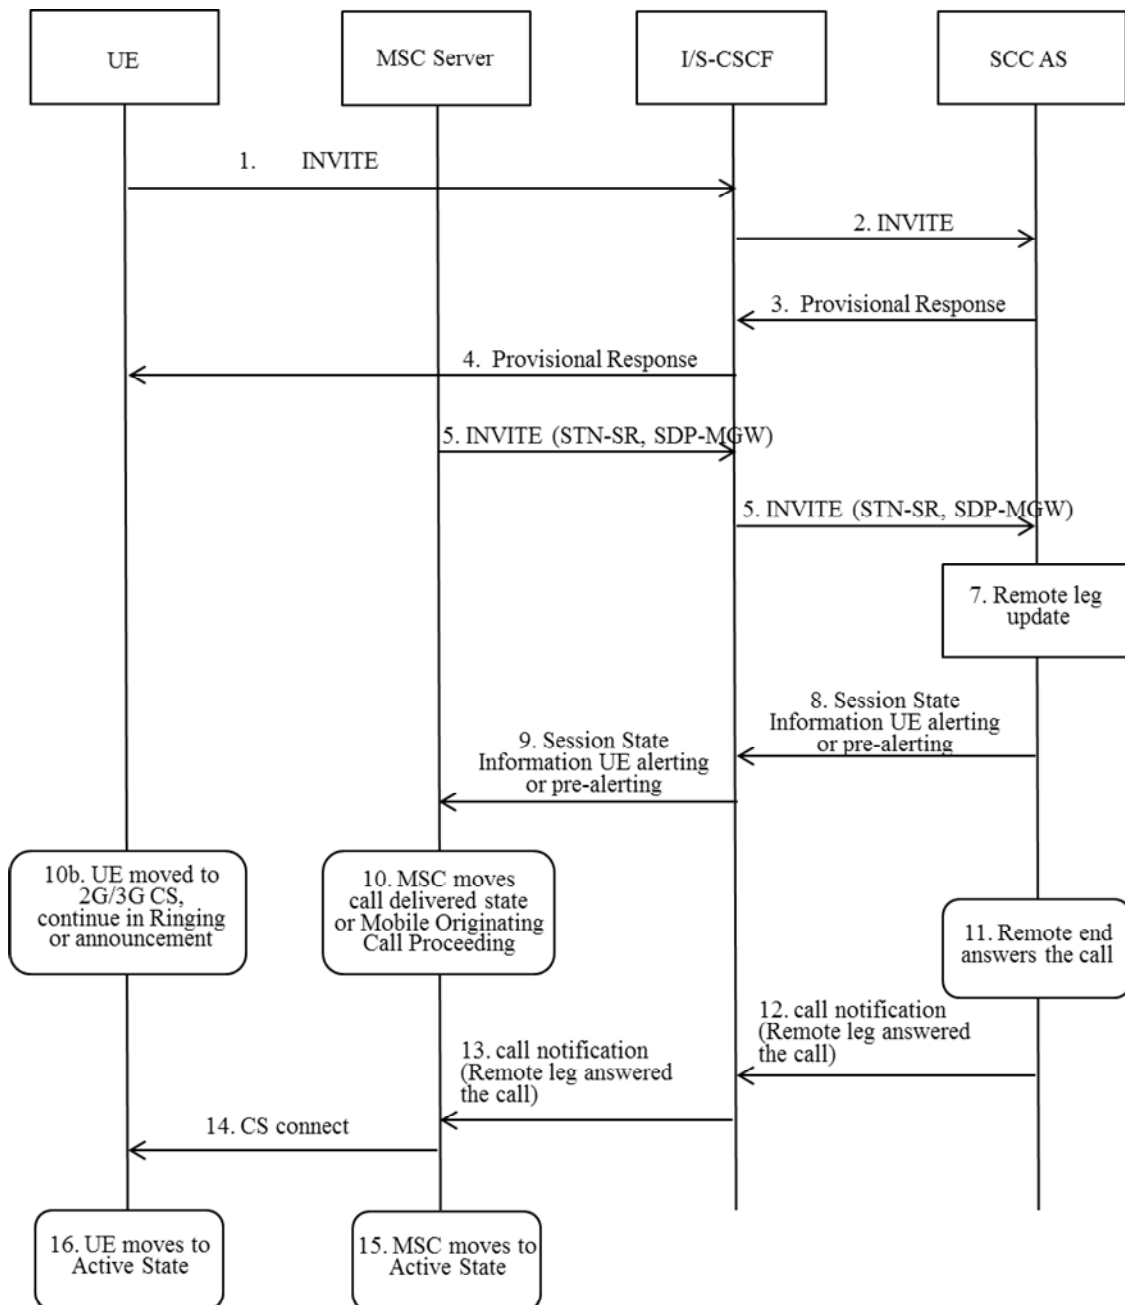 UE
MSC Server
I/S-CSCF
SCC AS
1. INVITE
2. INVITE
3. Provisional Response
4. Provisional Response
5. INVITE (STN-SR, SDP-MGW)
5. INVITE (STN-SR, SDP-MGW)
7. Remote leg
update
8. Session State
Information UE alerting
or pre-alerting
9. Session State
Information UE alerting
or pre-alerting
10b. UE moved to
2G/3G CS,
continue in Ringing
or announcement
10. MSC moves
call delivered state
or Mobile Originating
Call Proceeding
11. Remote end
answers the call
12. call notification
(Remote leg answered
the call)
13. call notification
(Remote leg answered
the call)
14. CS connect
16. UE moves to
Active State
15. MSC moves to
Active State